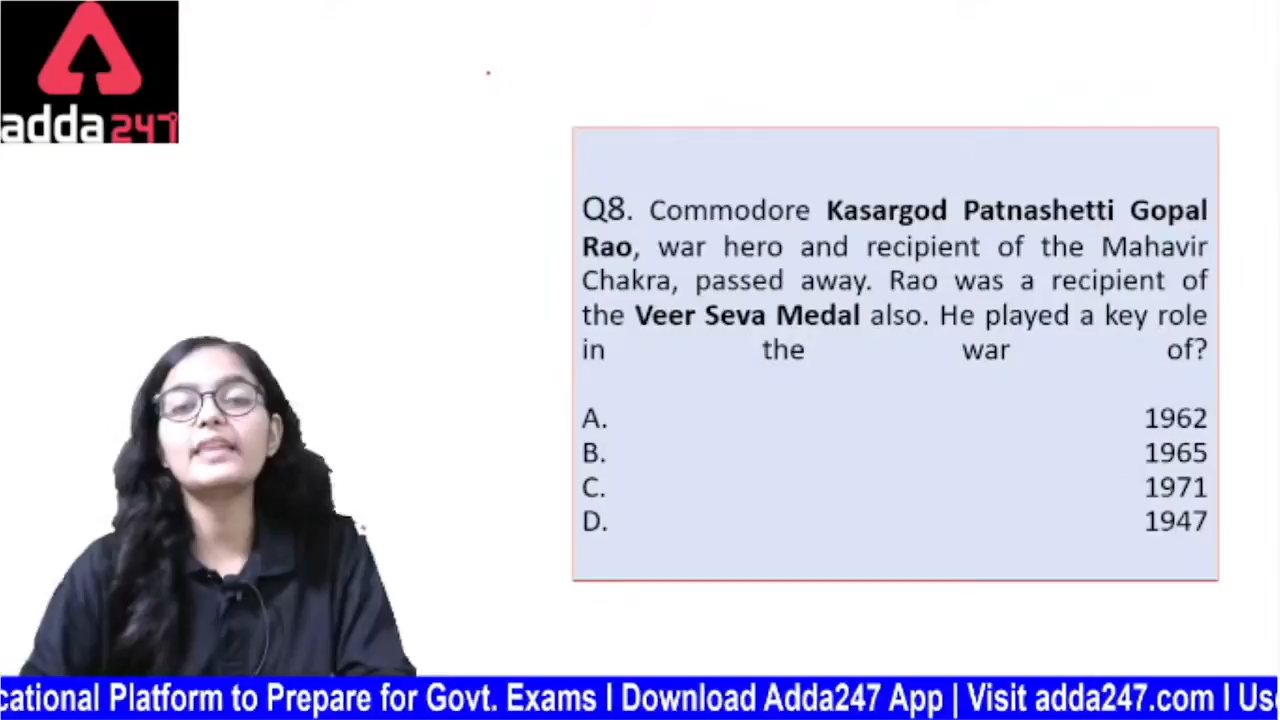 adda247
Q8. Commodore Kasargod Patnashetti Gopal
Rao, war hero and recipient of the Mahavir
Chakra, passed away. Rao was a recipient of
the Veer Seva Medal also. He played a key role
in the war of?
A. 1962
B. 1965
C. 1971
D. 1947
cational Platform to Prepare for Govt. Exams I Download Adda247 App | Visit adda247.com I Us